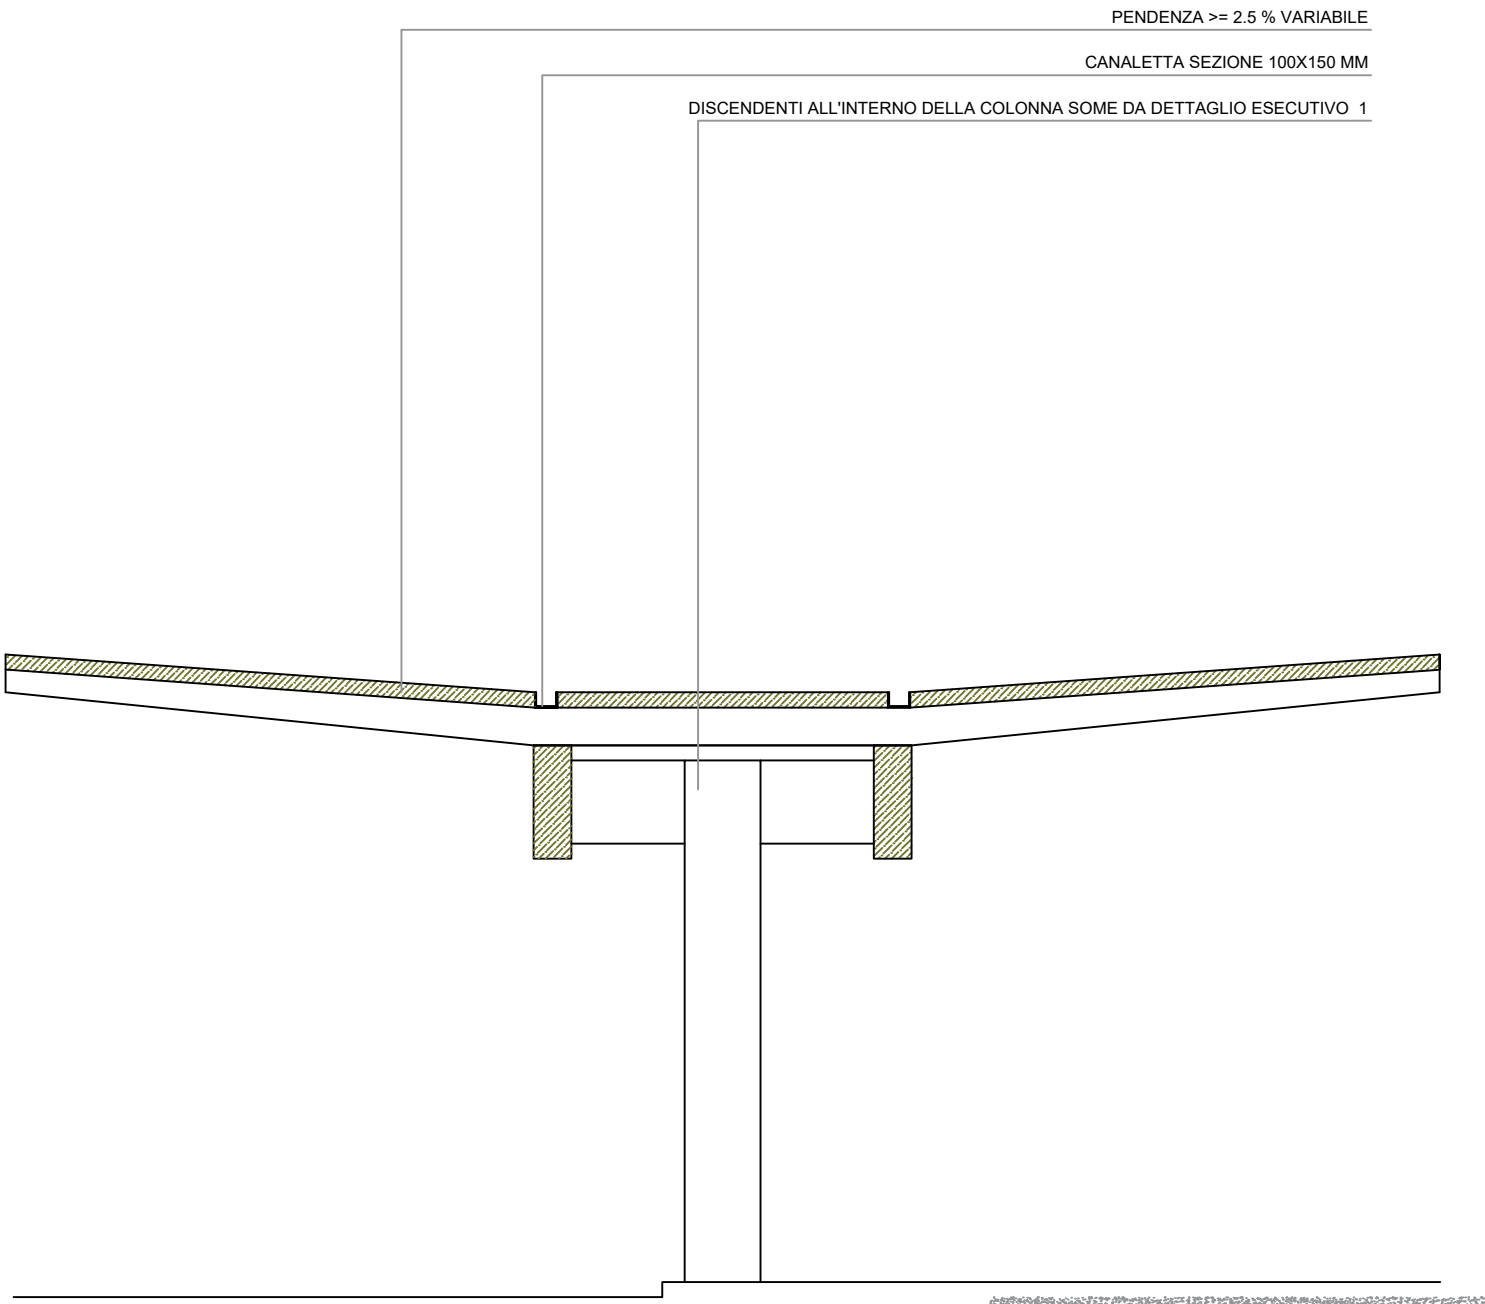 PENDENZA >= 2.5 % VARIABILE
CANALETTA SEZIONE 100X150 MM
DISCENDENTI ALL'INTERNO DELLA COLONNA SOME DA DETTAGLIO ESECUTIVO 1